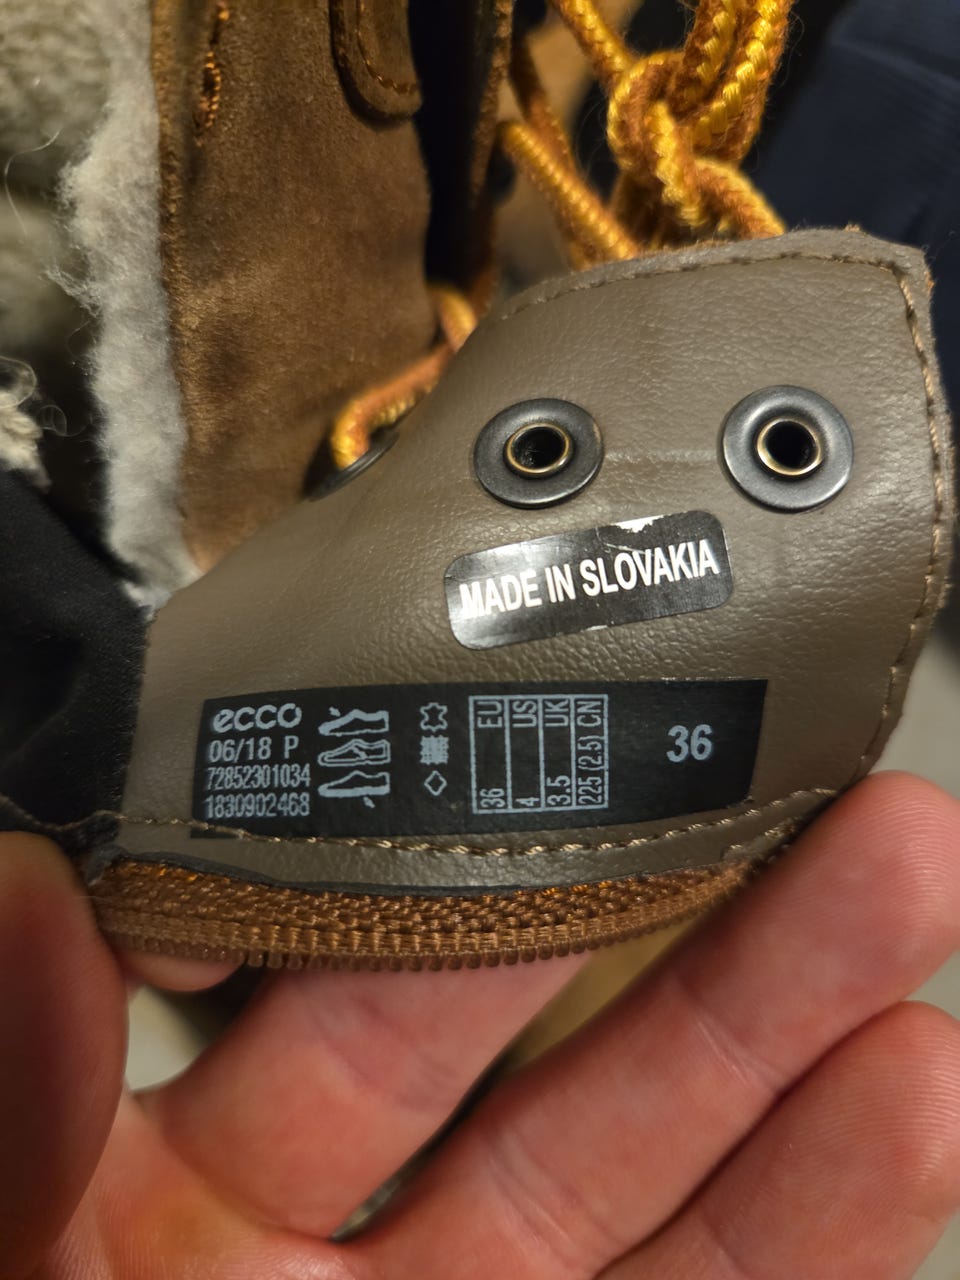 MADE IN SLOVAKIA
ecco
06/18 P
72852301034
1830902468
EU 36
US 4
UK 3.5
CN 225 (2.5)
36